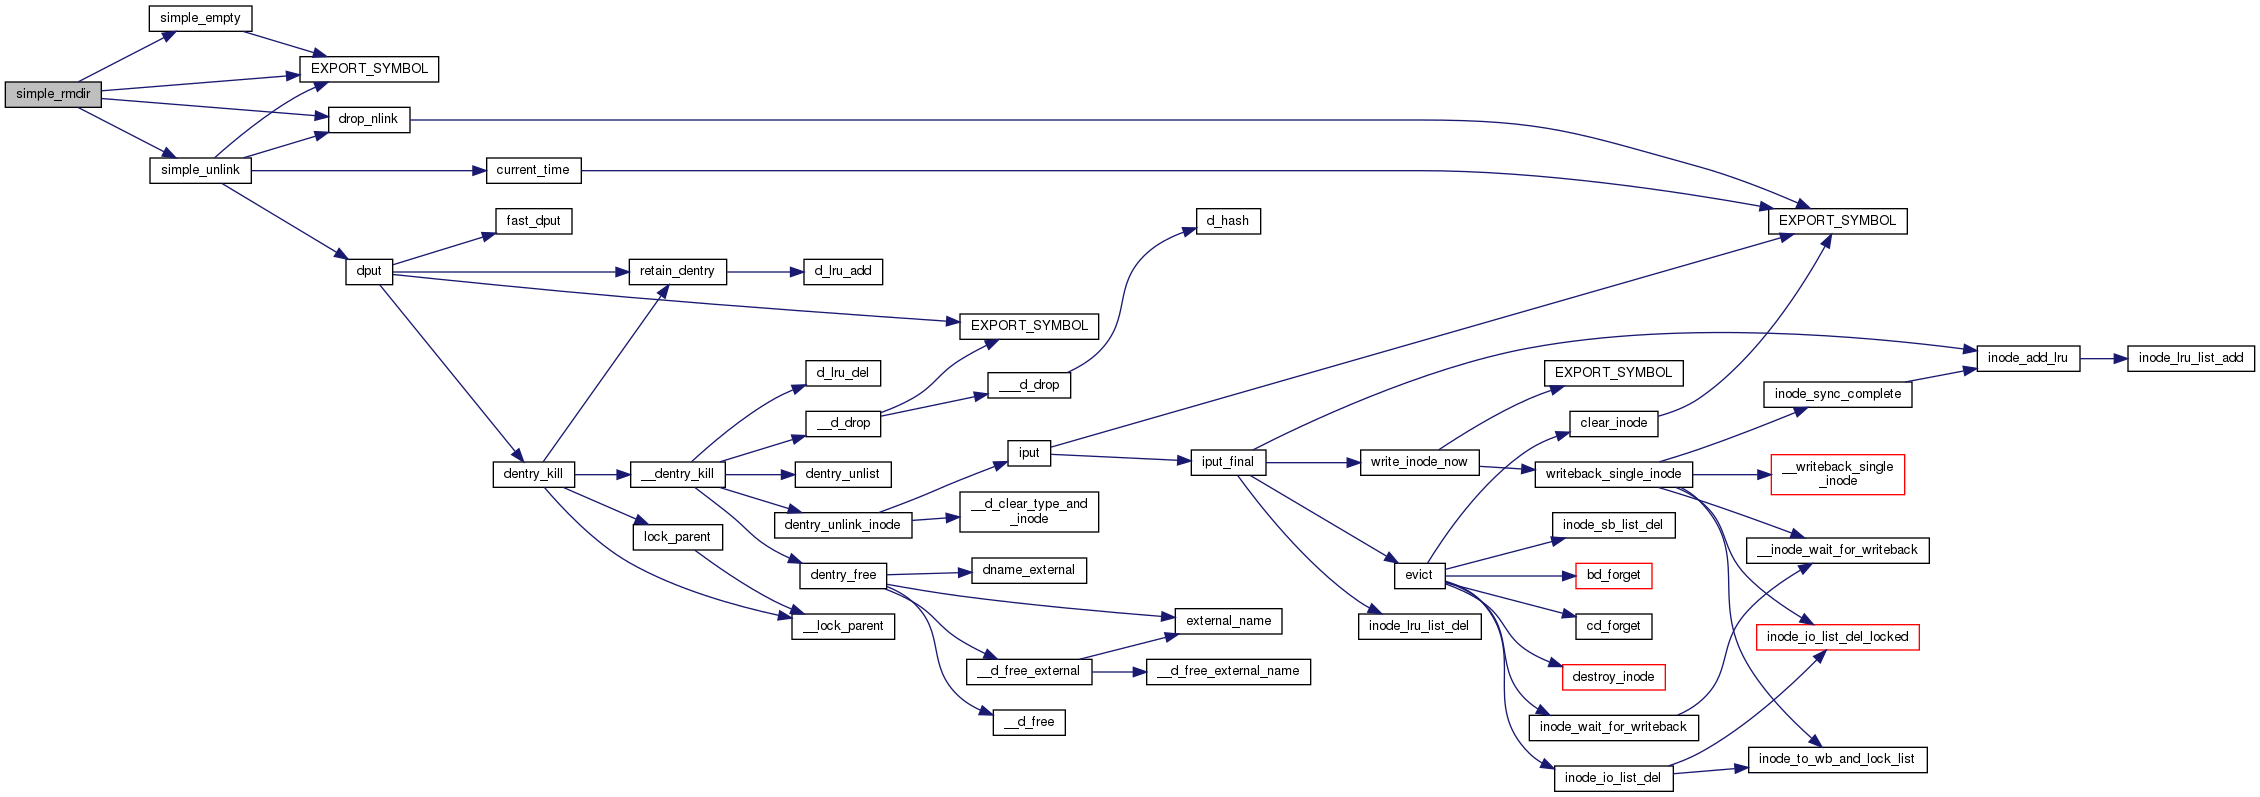 simple_empty
EXPORT_SYMBOL
simple_rmdir
drop_nlink
simple_unlink
current_time
fast_dput
d_hash
EXPORT_SYMBOL
dput
retain_dentry
d_lru_add
EXPORT_SYMBOL
inode_add_lru
inode_lru_list_add
d_lru_del
___d_drop
EXPORT_SYMBOL
inode_sync_complete
__d_drop
clear_inode
iput
iput_final
write_inode_now
dentry_kill
__dentry_kill
dentry_unlist
writeback_single_inode
__writeback_single
_inode
dentry_unlink_inode
__d_clear_type_and
_inode
inode_sb_list_del
lock_parent
__inode_wait_for_writeback
dentry_free
dname_external
evict
bd_forget
__lock_parent
external_name
inode_lru_list_del
cd_forget
inode_io_list_del_locked
__d_free_external
__d_free_external_name
destroy_inode
__d_free
inode_wait_for_writeback
inode_to_wb_and_lock_list
inode_io_list_del